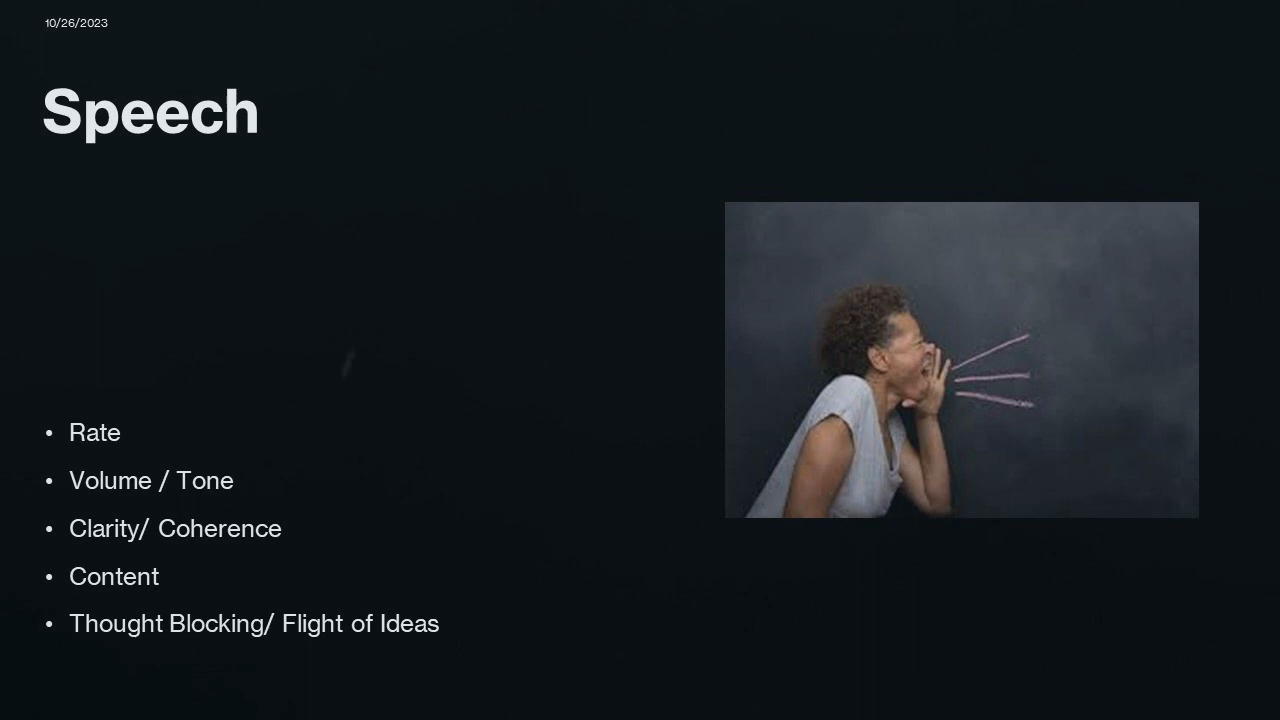 10/26/2023
Speech
• Rate
• Volume / Tone
• Clarity/ Coherence
• Content
• Thought Blocking/ Flight of Ideas